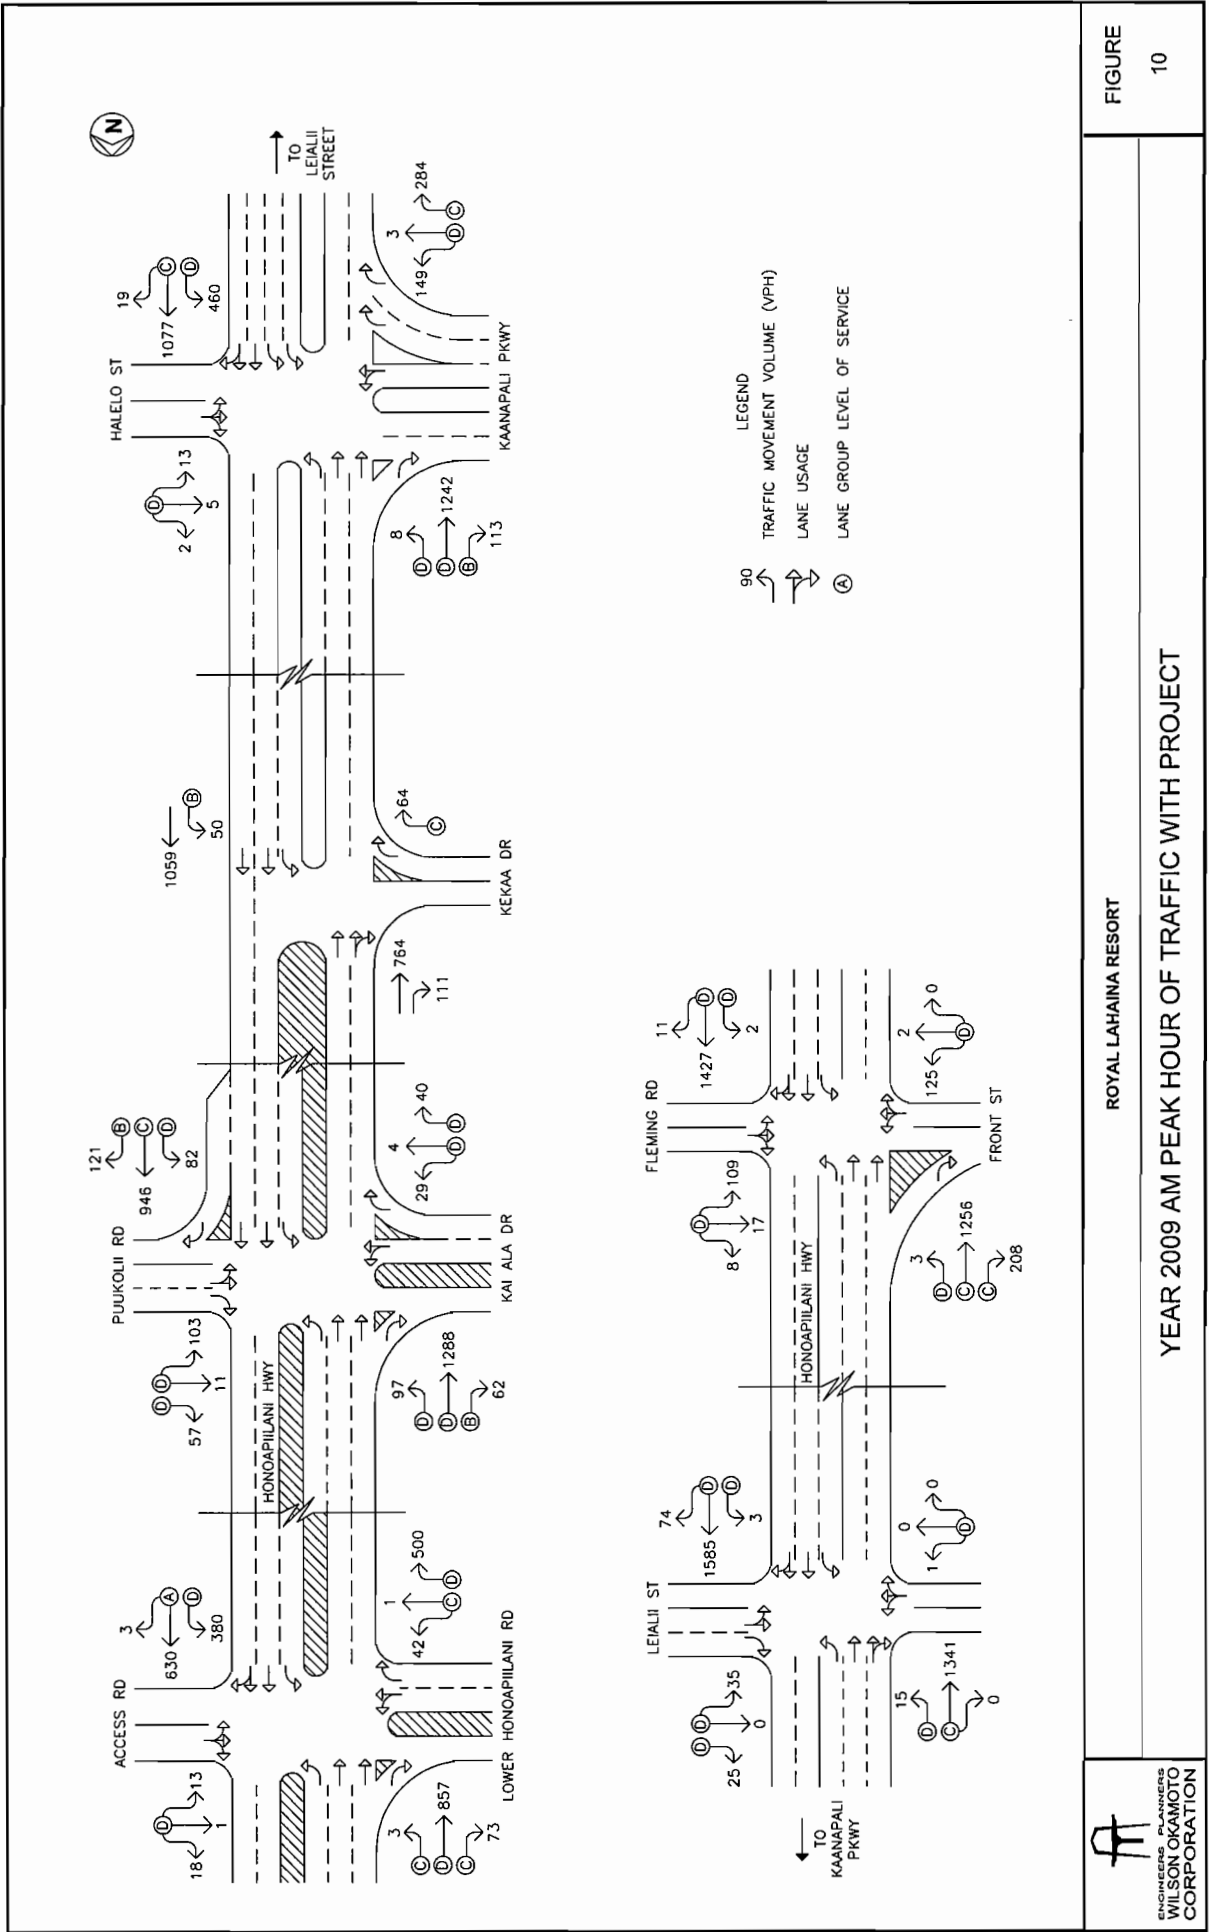 N
TO
LEIALII
STREET
HALELO ST
19
1077
C
D
460
2
D
13
5
8
D
D
1242
B
113
149
3
D
284
C
KAANAPALI PKWY
1059
B
50
64
C
KEKAA DR
764
111
PUUKOLII RD
121
946
B
C
D
82
57
D
D
103
11
97
D
D
1288
B
62
29
4
D
40
D
KAI ALA DR
HONOAPIILANI HWY
ACCESS RD
3
630
A
D
380
18
D
13
1
3
C
D
857
C
73
42
1
C
500
D
LOWER HONOAPIILANI RD
LEGEND
90
TRAFFIC MOVEMENT VOLUME (VPH)
LANE USAGE
A
LANE GROUP LEVEL OF SERVICE
FLEMING RD
11
1427
D
D
2
8
D
109
17
3
D
C
1256
C
208
125
2
D
0
FRONT ST
HONOAPIILANI HWY
LEIALII ST
74
1585
D
D
3
25
D
D
35
0
15
D
C
1341
0
1
0
D
0
TO
KAANAPALI
PKWY
ENGINEERS PLANNERS
WILSON OKAMOTO
CORPORATION
ROYAL LAHAINA RESORT
YEAR 2009 AM PEAK HOUR OF TRAFFIC WITH PROJECT
FIGURE
10